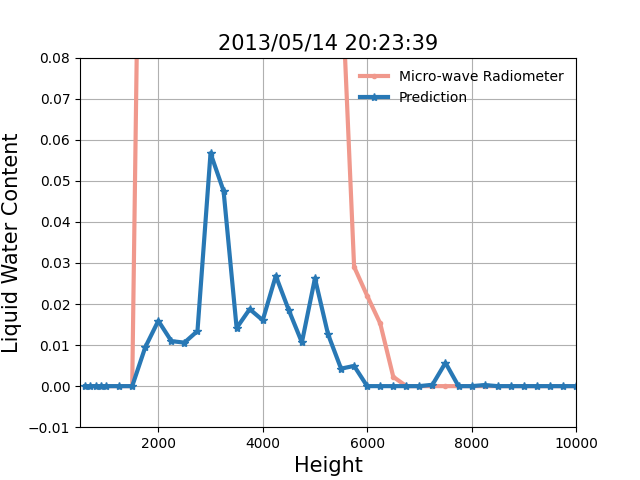 2013/05/14 20:23:39
Micro-wave Radiometer
Prediction
Liquid Water Content
0.08
0.07
0.06
0.05
0.04
0.03
0.02
0.01
0.00
−0.01
2000 4000 6000 8000 10000
Height